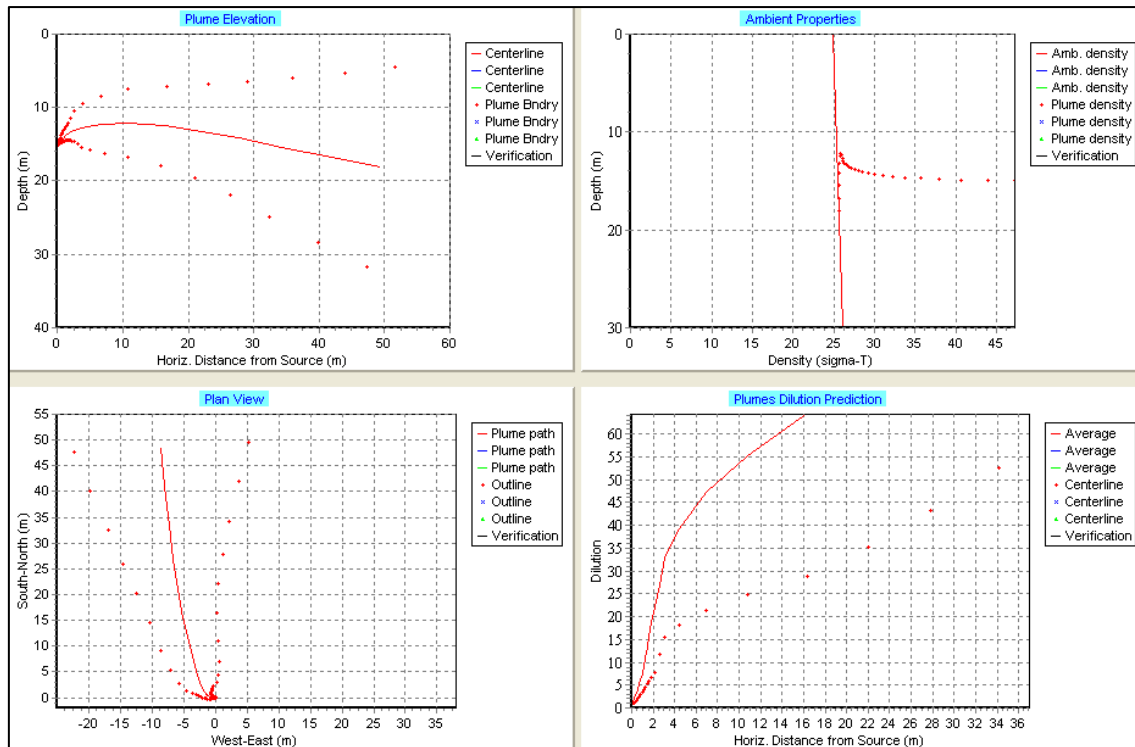 Plume Elevation
0
10
20
30
40
Depth (m)
0
10
20
30
40
50
60
Horiz. Distance from Source (m)
Centerline
Centerline
Centerline
Plume Bndry
Plume Bndry
Plume Bndry
Verification
Ambient Properties
0
10
20
30
Depth (m)
0
5
10
15
20
25
30
35
40
45
Density (sigma-T)
Amb. density
Amb. density
Amb. density
Plume density
Plume density
Plume density
Verification
Plan View
55
50
45
40
35
30
25
20
15
10
5
0
South-North (m)
-20
-15
-10
-5
0
5
10
15
20
25
30
35
West-East (m)
Plume path
Plume path
Plume path
Outline
Outline
Outline
Verification
Plumes Dilution Prediction
60
55
50
45
40
35
30
25
20
15
10
5
0
Dilution
0
2
4
6
8
10
12
14
16
18
20
22
24
26
28
30
32
34
36
Horiz. Distance from Source (m)
Average
Average
Average
Centerline
Centerline
Centerline
Verification